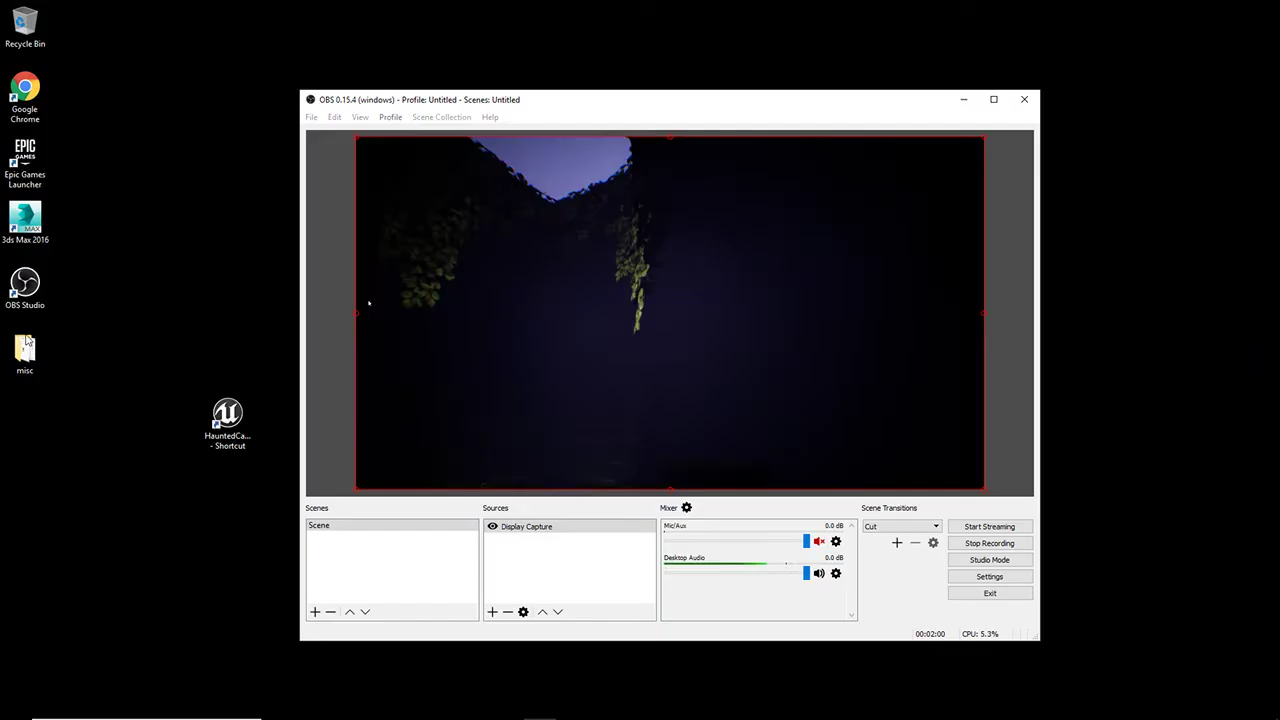 Recycle Bin
Google
Chrome
EPIC
GAMES
Epic Games
Launcher
MAX
3ds Max 2016
OBS Studio
misc
HauntedCa...
- Shortcut
OBS 0.15.4 (windows) - Profile: Untitled - Scenes: Untitled
File Edit View Profile Scene Collection Help
Scenes
Scene
Sources
Display Capture
Mixer
Mic/Aux 0.0 dB
Desktop Audio 0.0 dB
Scene Transitions
Cut
Start Streaming
Stop Recording
Studio Mode
Settings
Exit
00:02:00 CPU: 5.3%